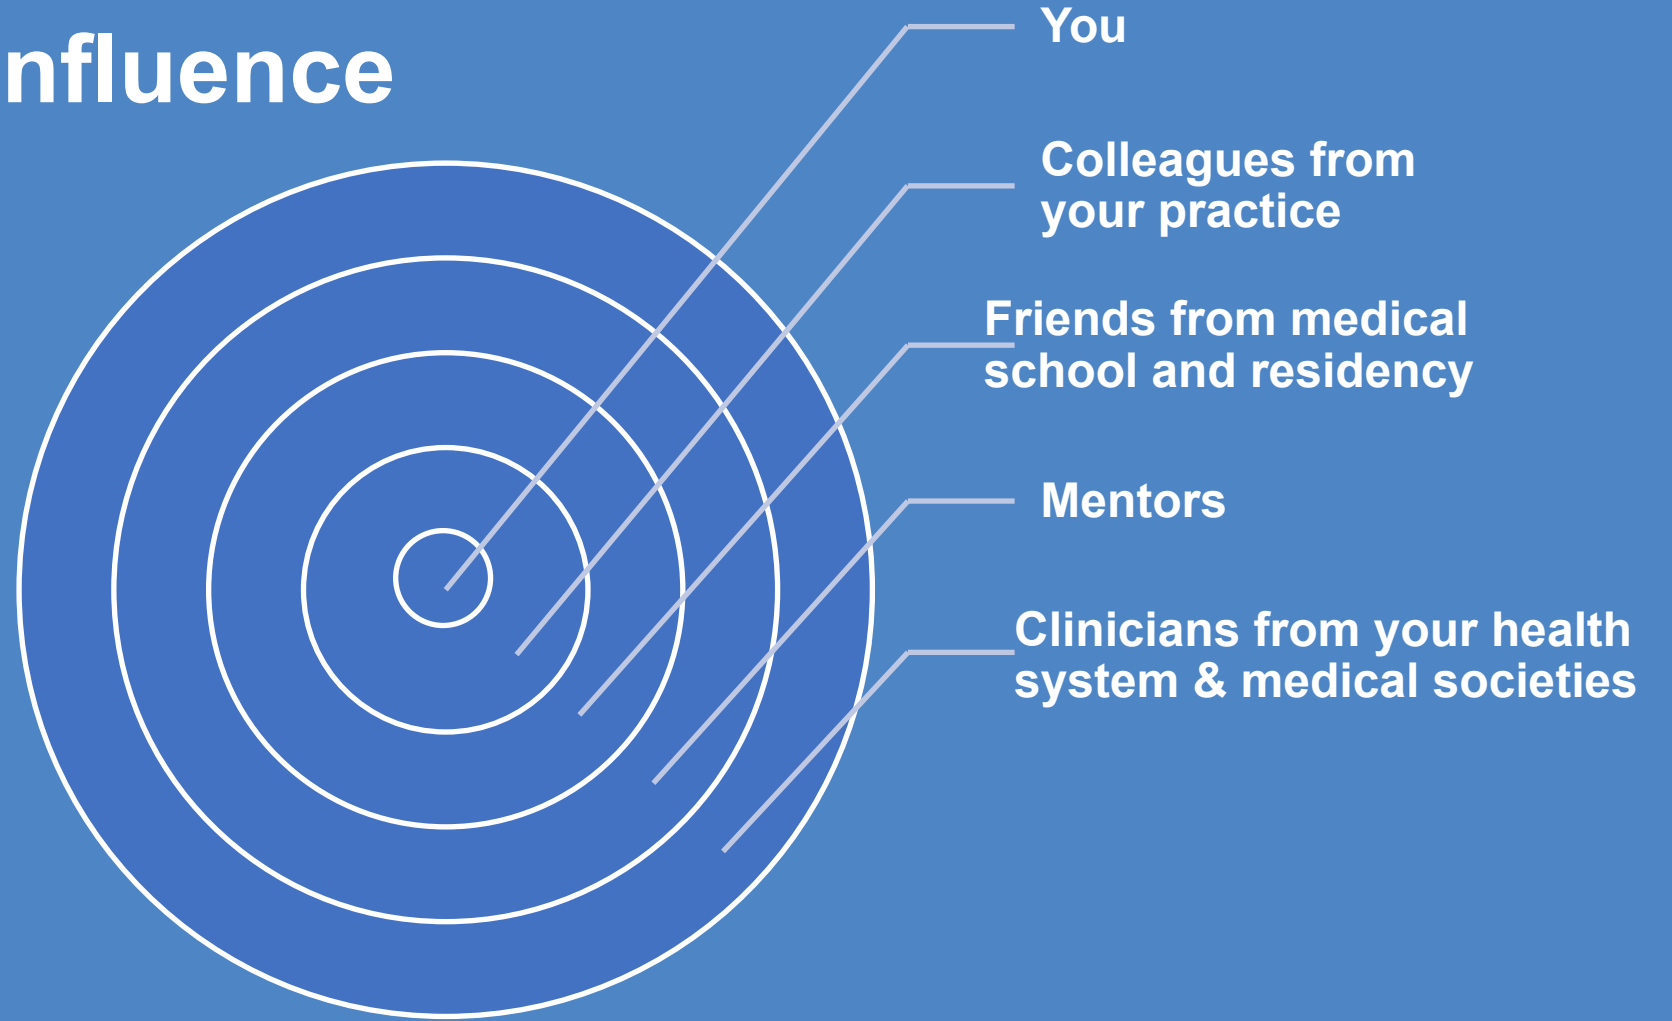 nfluence
You
Colleagues from
your practice
Friends from medical
school and residency
Mentors
Clinicians from your health
system & medical societies